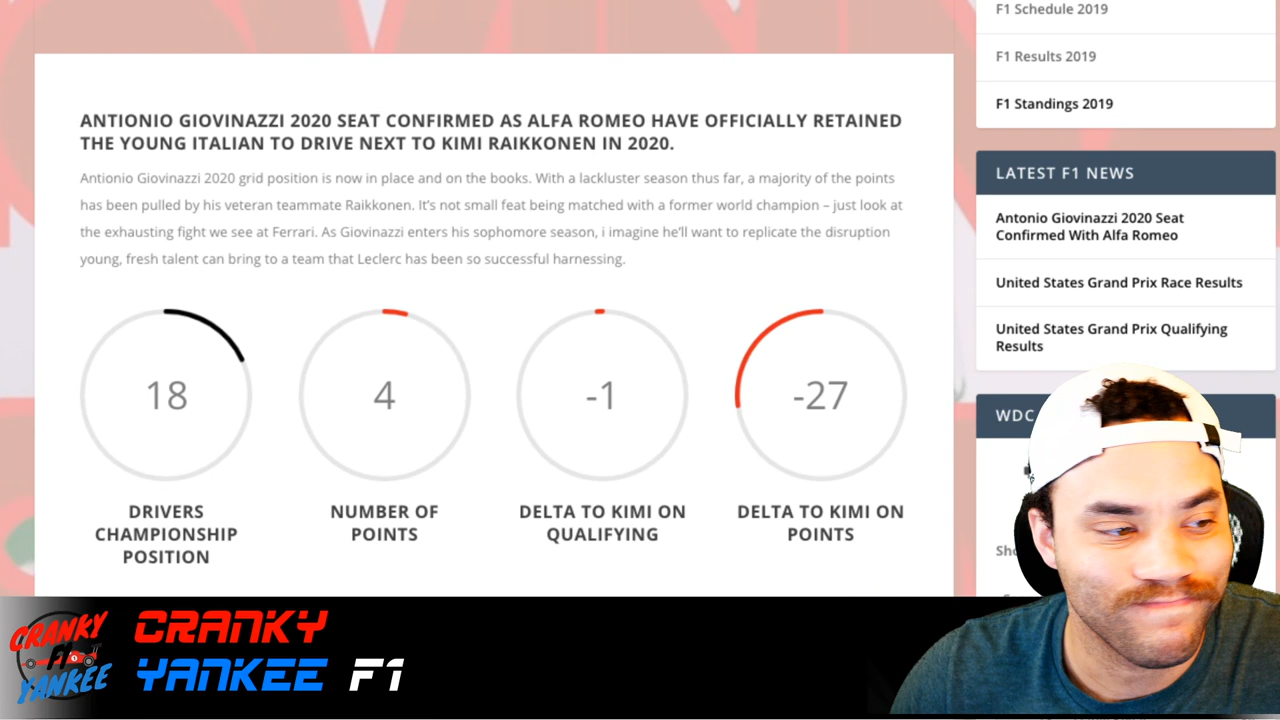 F1 Schedule 2019
F1 Results 2019
F1 Standings 2019
ANTONIO GIOVINAZZI 2020 SEAT CONFIRMED AS ALFA ROMEO HAVE OFFICIALLY RETAINED
THE YOUNG ITALIAN TO DRIVE NEXT TO KIMI RAIKKONEN IN 2020.
Antonio Giovinazzi 2020 grid position is now in place and on the books. With a lackluster season thus far, a majority of the points
has been pulled by his veteran teammate Raikkonen. It’s not small feat being matched with a former world champion – just look at
the exhausting fight we see at Ferrari. As Giovinazzi enters his sophomore season, i imagine he’ll want to replicate the disruption
young, fresh talent can bring to a team that Leclerc has been so successful harnessing.
LATEST F1 NEWS
Antonio Giovinazzi 2020 Seat
Confirmed With Alfa Romeo
United States Grand Prix Race Results
United States Grand Prix Qualifying
Results
WDC
18
4
-1
-27
DRIVERS
CHAMPIONSHIP
POSITION
NUMBER OF
POINTS
DELTA TO KIMI ON
QUALIFYING
DELTA TO KIMI ON
POINTS
CRANKY
F1
YANKEE
CRANKY
YANKEE F1